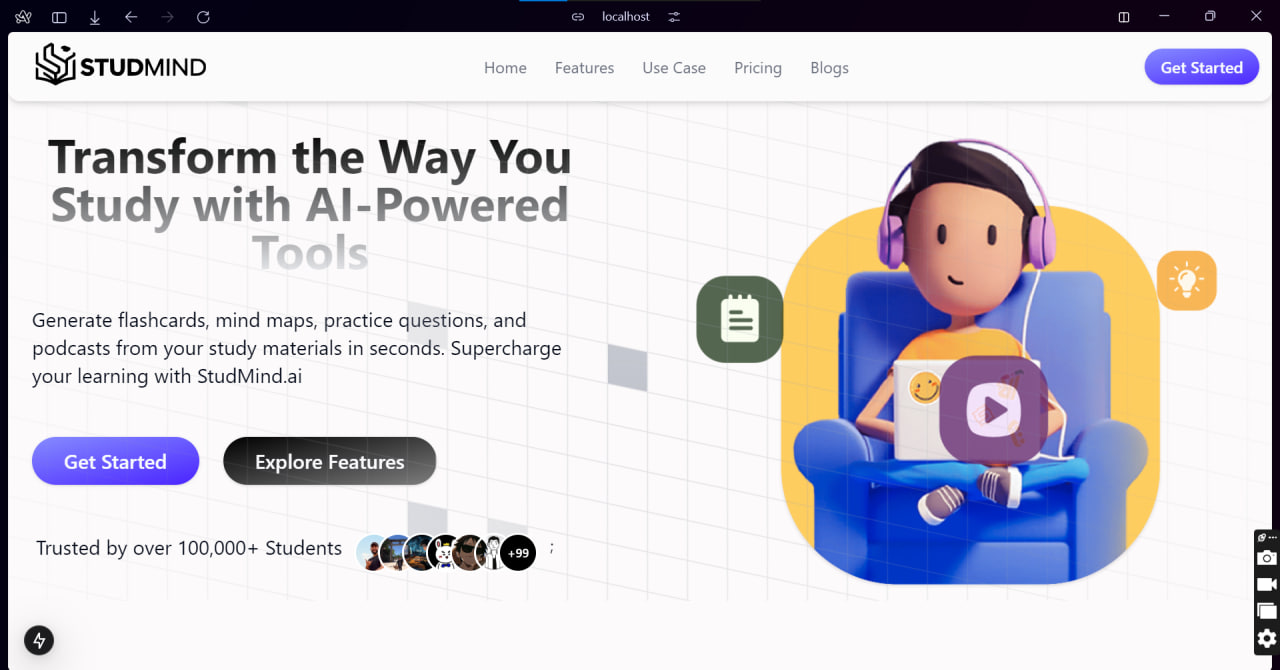 localhost
STUDMIND
Home Features Use Case Pricing Blogs
Get Started
Transform the Way You
Study with AI-Powered
Tools
Generate flashcards, mind maps, practice questions, and
podcasts from your study materials in seconds. Supercharge
your learning with StudMind.ai
Get Started Explore Features
Trusted by over 100,000+ Students +99 ;